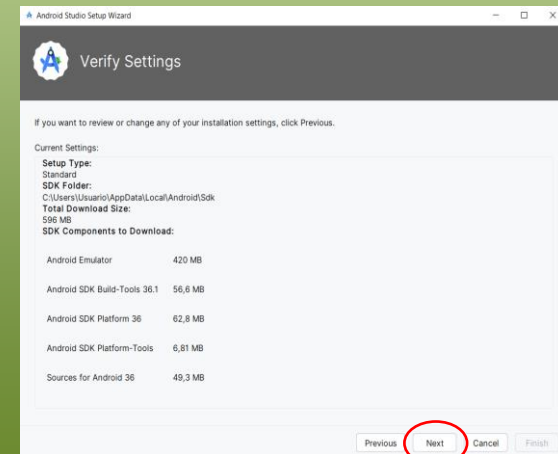 Android Studio Setup Wizard
Verify Settings
If you want to review or change any of your installation settings, click Previous.
Current Settings:
Setup Type:
Standard
SDK Folder:
C:\Users\Usuario\AppData\Local\Android\Sdk
Total Download Size:
596 MB
SDK Components to Download:
Android Emulator 420 MB
Android SDK Build-Tools 36.1 56,6 MB
Android SDK Platform 36 62,8 MB
Android SDK Platform-Tools 6,81 MB
Sources for Android 36 49,3 MB
Previous Next Cancel Finish